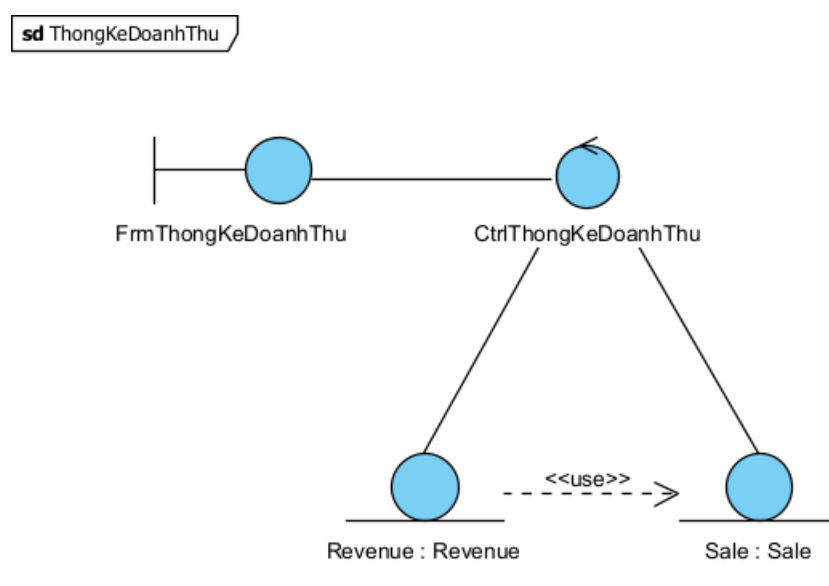 sd ThongKeDoanhThu
FrmThongKeDoanhThu
CtrlThongKeDoanhThu
<<use>>
Revenue : Revenue
Sale : Sale